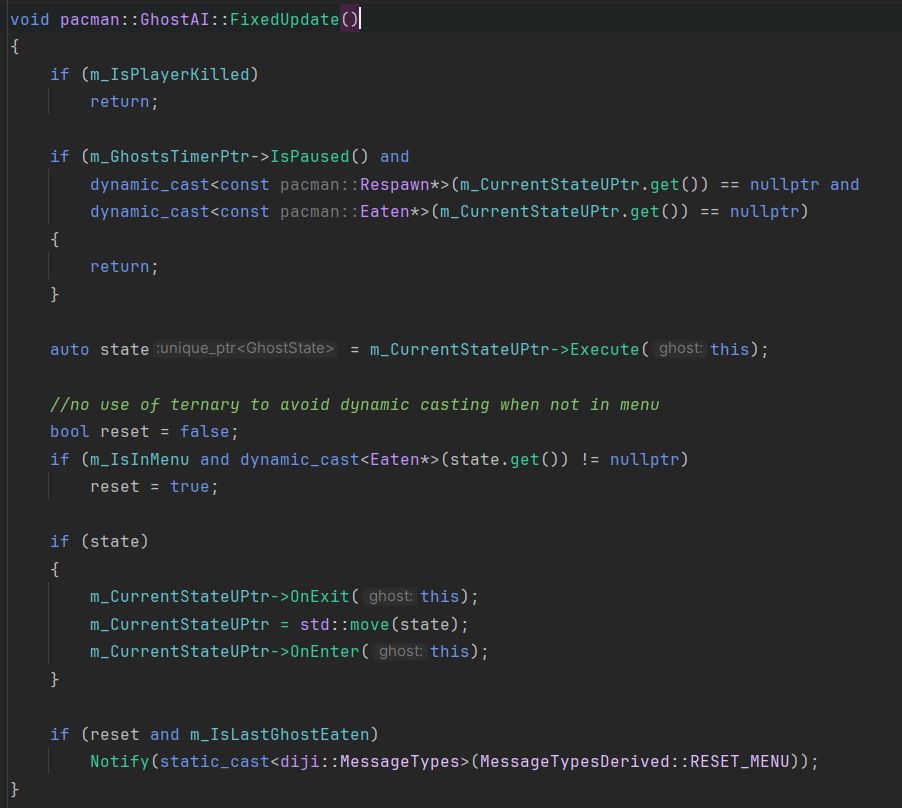 void pacman::GhostAI::FixedUpdate()
{
    if (m_IsPlayerKilled)
        return;

    if (m_GhostsTimerPtr->IsPaused() and
        dynamic_cast<const pacman::Respawn*>(m_CurrentStateUPtr.get()) == nullptr and
        dynamic_cast<const pacman::Eaten*>(m_CurrentStateUPtr.get()) == nullptr)
    {
        return;
    }

    auto state :unique_ptr<GhostState> = m_CurrentStateUPtr->Execute( ghost: this);

    //no use of ternary to avoid dynamic casting when not in menu
    bool reset = false;
    if (m_IsInMenu and dynamic_cast<Eaten*>(state.get()) != nullptr)
        reset = true;

    if (state)
    {
        m_CurrentStateUPtr->OnExit( ghost: this);
        m_CurrentStateUPtr = std::move(state);
        m_CurrentStateUPtr->OnEnter( ghost: this);
    }

    if (reset and m_IsLastGhostEaten)
        Notify(static_cast<diji::MessageTypes>(MessageTypesDerived::RESET_MENU));
}